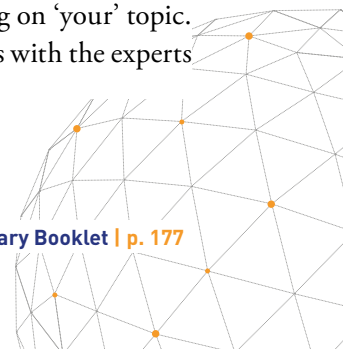 g on ‘your’ topic.
s with the experts
ary Booklet | p. 177